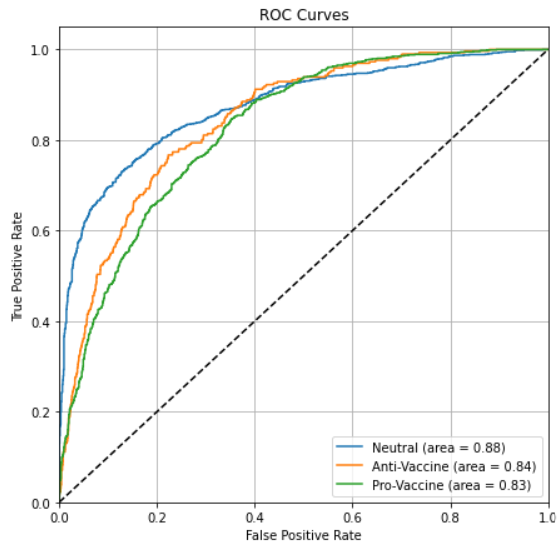 ROC Curves
1.0
0.8
0.6
0.4
0.2
0.0
True Positive Rate
0.0
0.2
0.4
0.6
0.8
1.0
False Positive Rate
Neutral (area = 0.88)
Anti-Vaccine (area = 0.84)
Pro-Vaccine (area = 0.83)